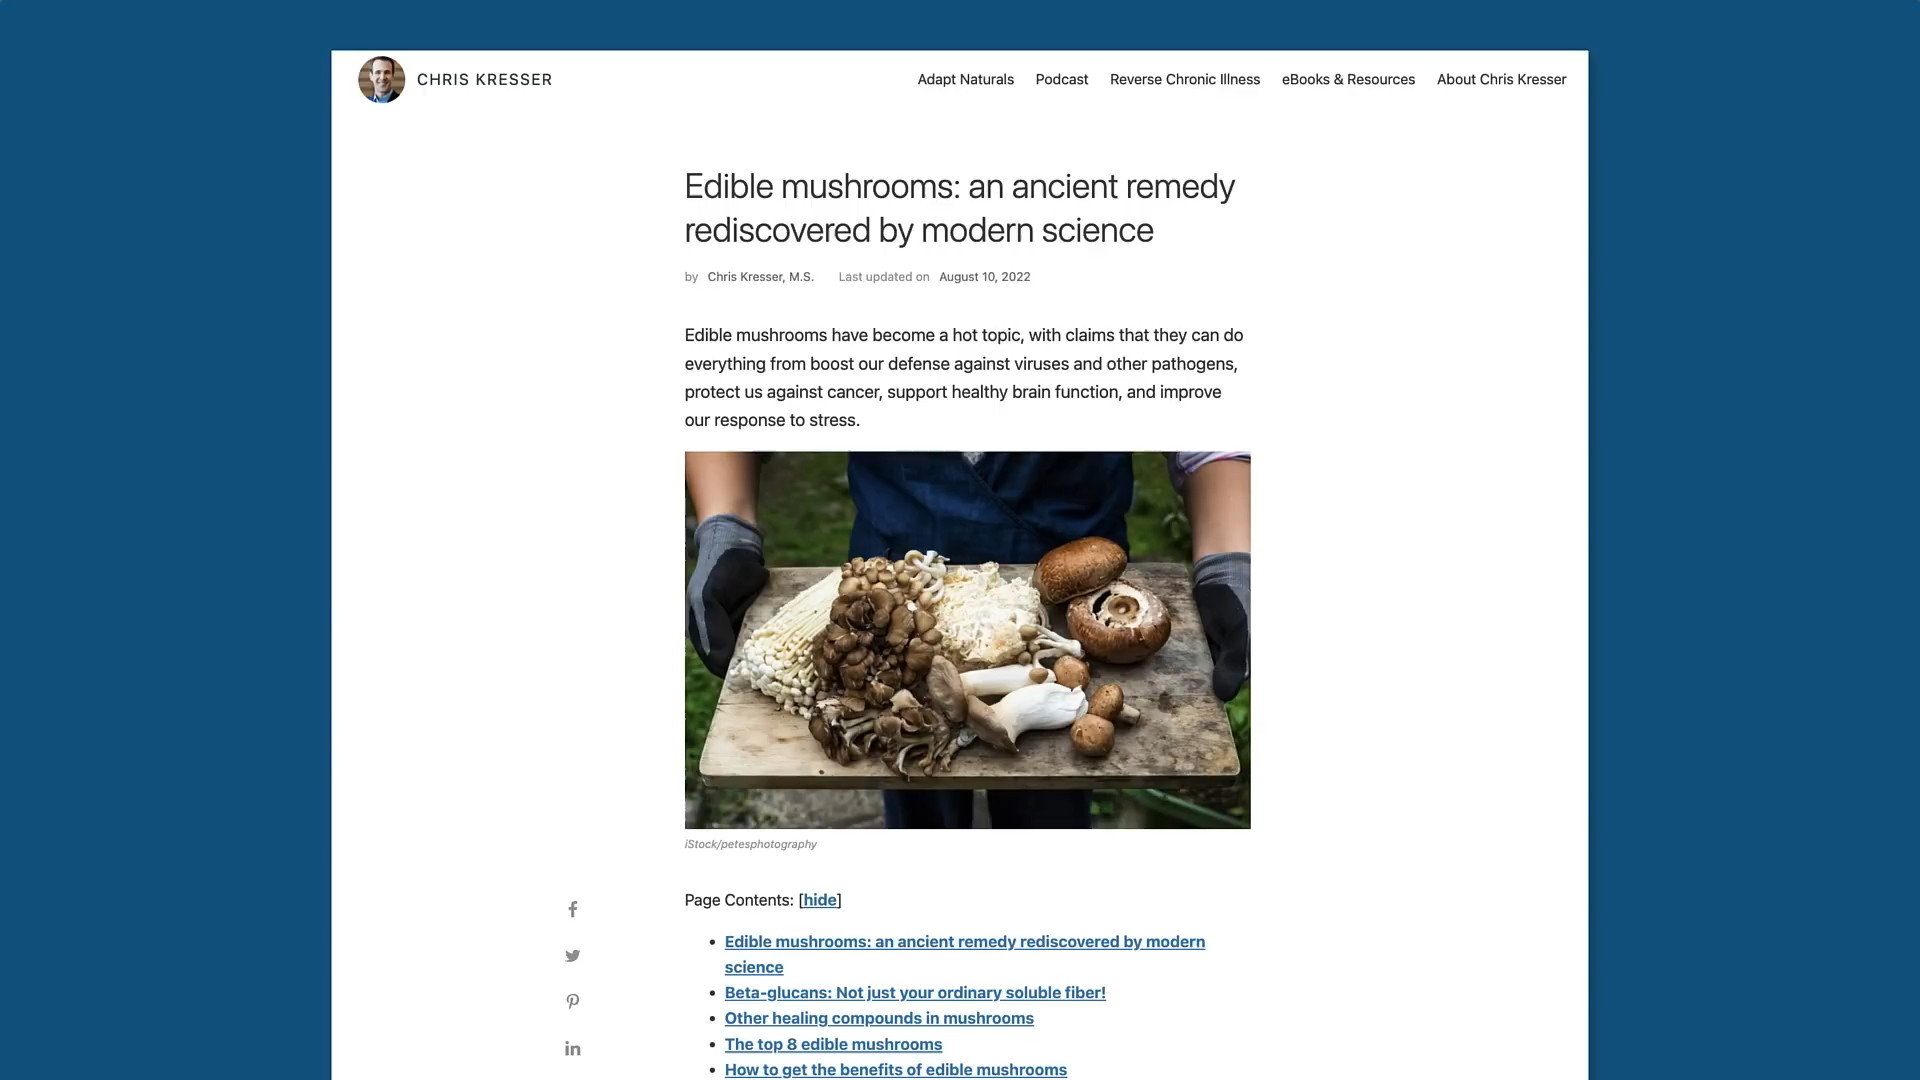 CHRIS KRESSER
Adapt Naturals
Podcast
Reverse Chronic Illness
eBooks & Resources
About Chris Kresser
Edible mushrooms: an ancient remedy
rediscovered by modern science
by Chris Kresser, M.S. Last updated on August 10, 2022
Edible mushrooms have become a hot topic, with claims that they can do
everything from boost our defense against viruses and other pathogens,
protect us against cancer, support healthy brain function, and improve
our response to stress.
iStock/petesphotography
Page Contents: [hide]
Edible mushrooms: an ancient remedy rediscovered by modern
science
Beta-glucans: Not just your ordinary soluble fiber!
Other healing compounds in mushrooms
The top 8 edible mushrooms
How to get the benefits of edible mushrooms